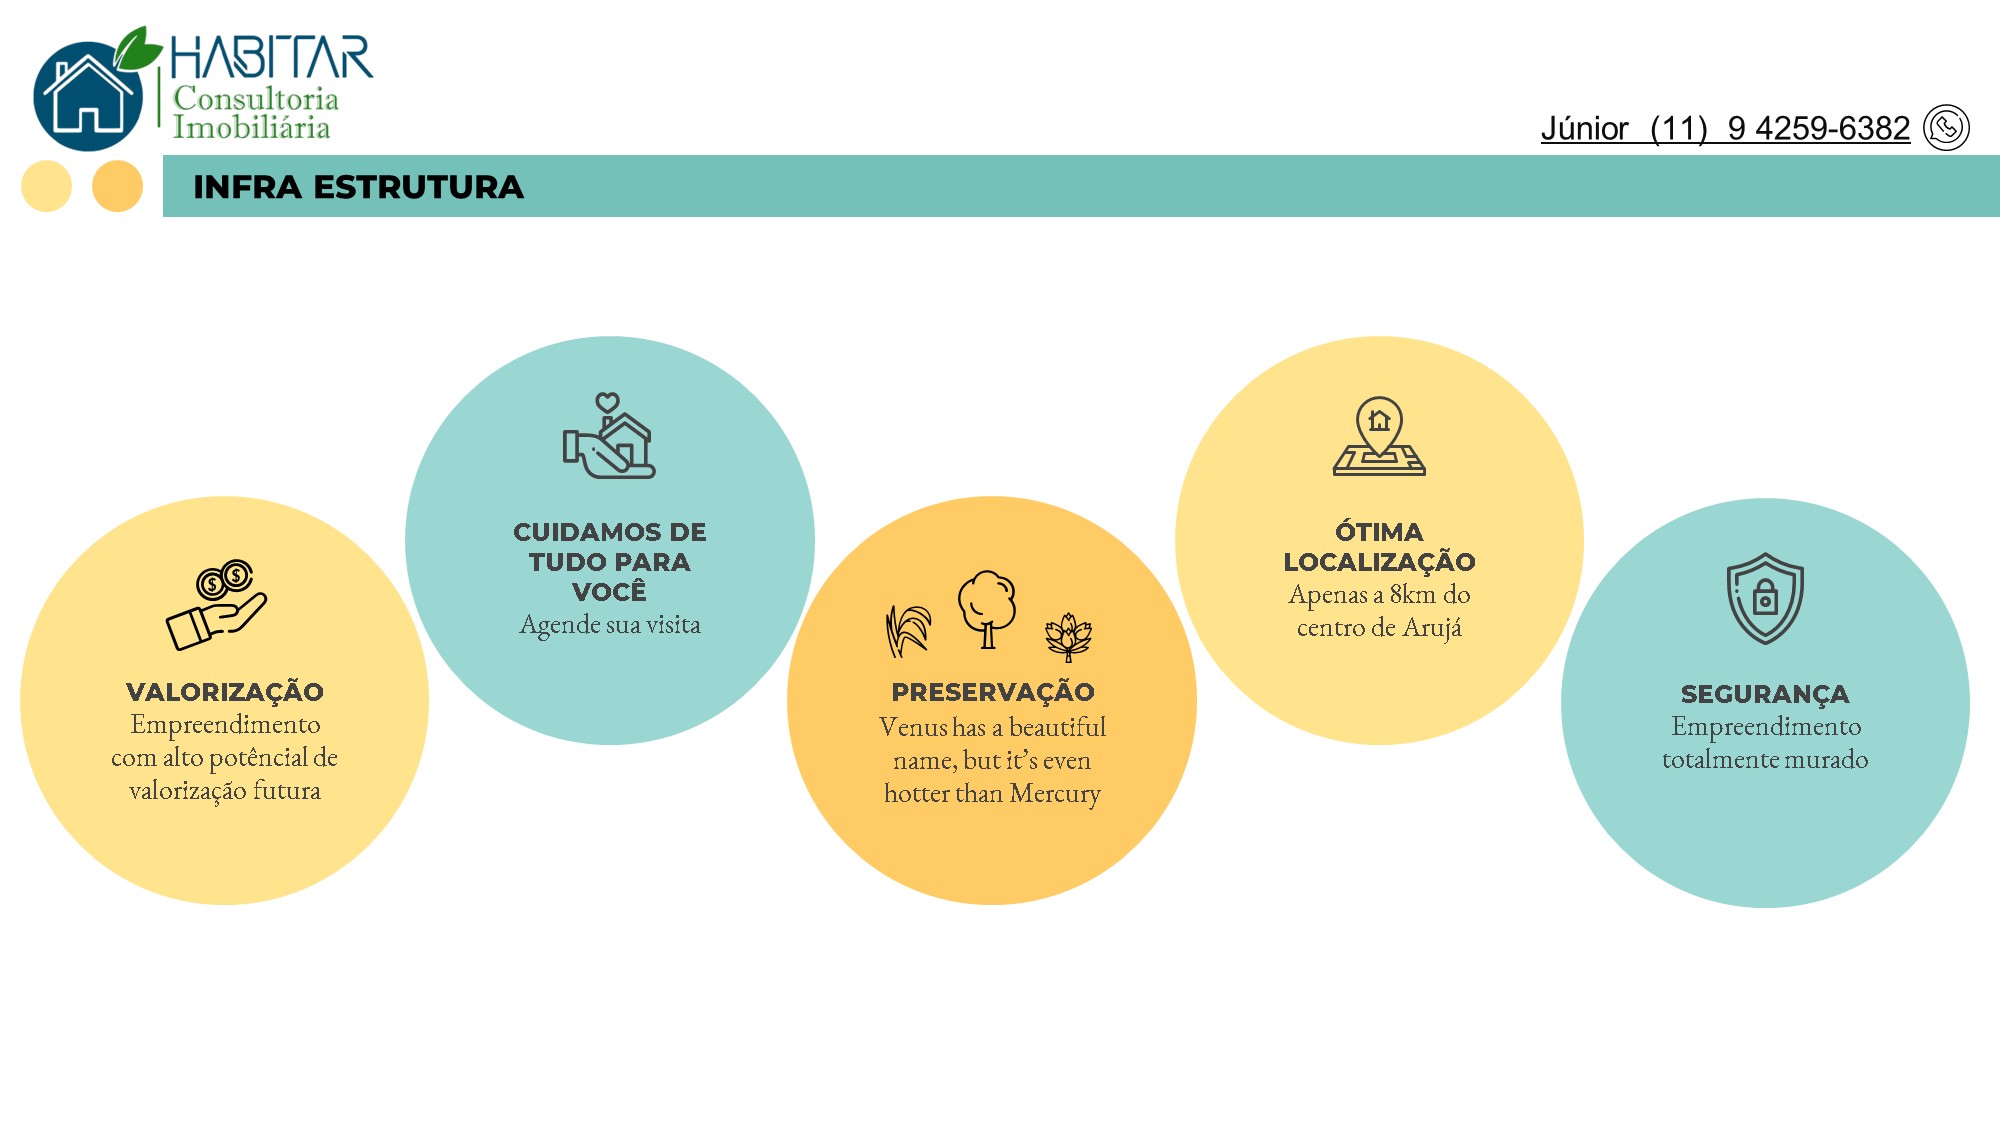 HABITAR
Consultoria
Imobiliária
Júnior (11) 9 4259-6382
INFRA ESTRUTURA
VALORIZAÇÃO
Empreendimento
com alto potêncial de
valorização futura
CUIDAMOS DE
TUDO PARA
VOCÊ
Agende sua visita
PRESERVAÇÃO
Venus has a beautiful
name, but it’s even
hotter than Mercury
ÓTIMA
LOCALIZAÇÃO
Apenas a 8km do
centro de Arujá
SEGURANÇA
Empreendimento
totalmente murado